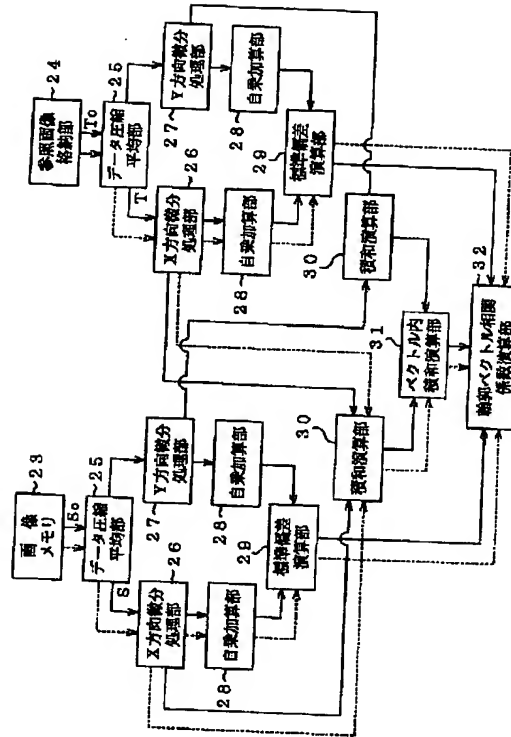 画像
メモリ
23
So
データ圧縮
平均部
25
S
X方向微分
処理部
26
Y方向微分
処理部
27
自乗加算部
28
自乗加算部
28
標準偏差
演算部
29
参照画像
格納部
24
To
データ圧縮
平均部
25
T
X方向微分
処理部
26
Y方向微分
処理部
27
自乗加算部
28
自乗加算部
28
標準偏差
演算部
29
積和演算部
30
積和演算部
30
ベクトル内
積和演算部
31
輪郭ベクトル相関
係数演算部
32